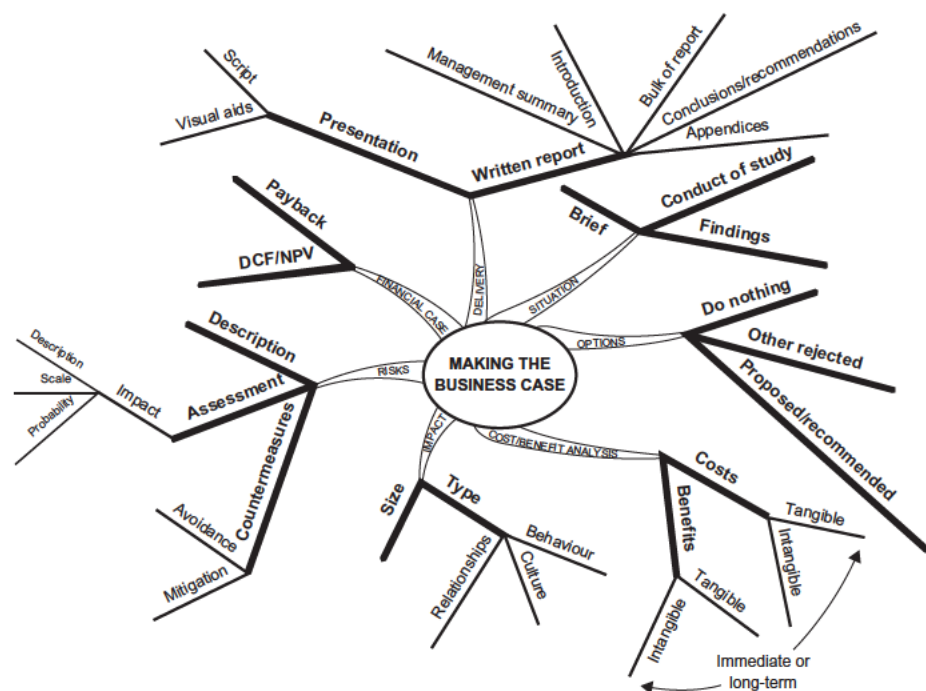 MAKING THE
BUSINESS CASE
DELIVERY
Presentation
Script
Visual aids
Written report
Management summary
Introduction
Bulk of report
Conclusions/recommendations
Appendices
SITUATION
Brief
Conduct of study
Findings
OPTIONS
Do nothing
Other rejected
Proposed/recommended
COST/BENEFIT ANALYSIS
Costs
Tangible
Intangible
Benefits
Tangible
Intangible
Immediate or
long-term
IMPACT
Size
Type
Relationships
Culture
Behaviour
RISKS
Description
Assessment
Impact
Description
Scale
Probability
Countermeasures
Avoidance
Mitigation
FINANCIAL CASE
Payback
DCF/NPV